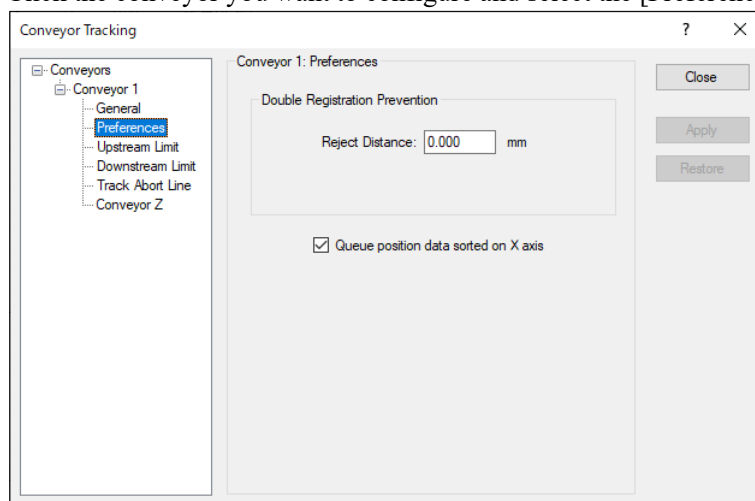 Conveyor Tracking
? ×
Conveyors
Conveyor 1
General
Preferences
Upstream Limit
Downstream Limit
Track Abort Line
Conveyor Z
Conveyor 1: Preferences
Double Registration Prevention
Reject Distance: 0.000 mm
Queue position data sorted on X axis
Close
Apply
Restore